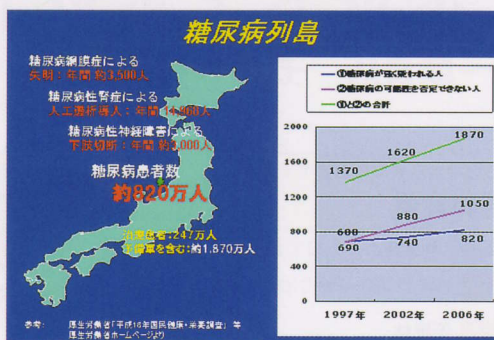 糖尿病列島
糖尿病網膜症による
失明：年間 約3,500人
糖尿病性腎症による
人工透析導入：年間
糖尿病性神経障害による
下肢切断：年間 約3,000人
糖尿病患者数
約820万人
治療患者：247万人
予備軍を含む：約1,870万人
参考： 厚生労働省「平成18年国民健康・栄養調査」 等
厚生労働省ホームページより
①糖尿病が強く疑われる人
②糖尿病の可能性を否定できない人
①と②の合計
2000
1600
1200
800
400
0
1370
1620
1870
680
880
1050
690
740
820
1997年
2002年
2006年